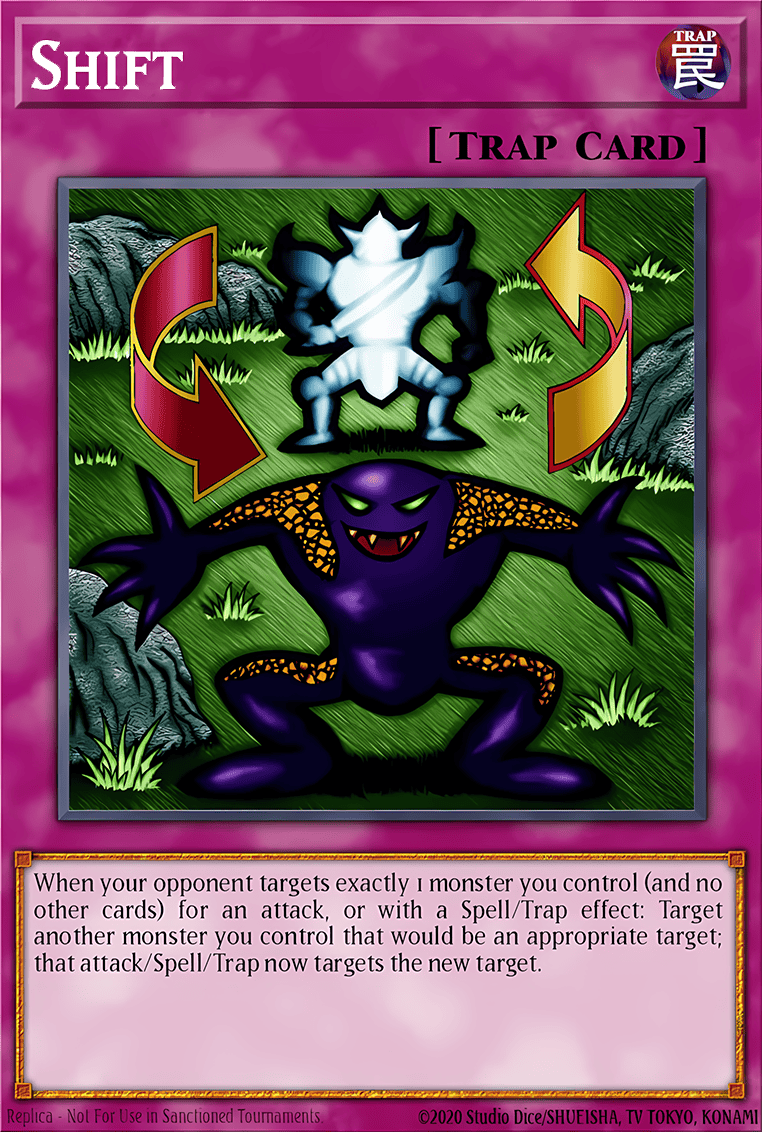 Shift
TRAP
罠
[Trap Card]
When your opponent targets exactly 1 monster you control (and no
other cards) for an attack, or with a Spell/Trap effect: Target
another monster you control that would be an appropriate target;
that attack/Spell/Trap now targets the new target.
Replica - Not For Use in Sanctioned Tournaments.
©2020 Studio Dice/SHUEISHA, TV TOKYO, KONAMI